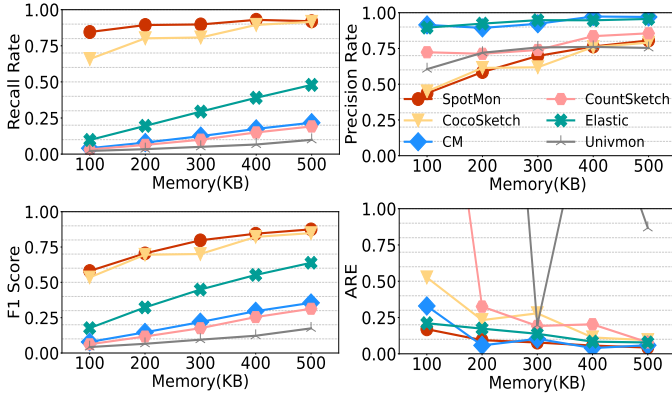 Recall Rate
1.00
0.75
0.50
0.25
0.00
100 200 300 400 500
Memory(KB)
Precision Rate
1.00
0.75
0.50
0.25
0.00
SpotMon
CocoSketch
CM
CountSketch
Elastic
Univmon
100 200 300 400 500
Memory(KB)
F1 Score
1.00
0.75
0.50
0.25
0.00
100 200 300 400 500
Memory(KB)
ARE
1.00
0.75
0.50
0.25
0.00
100 200 300 400 500
Memory(KB)